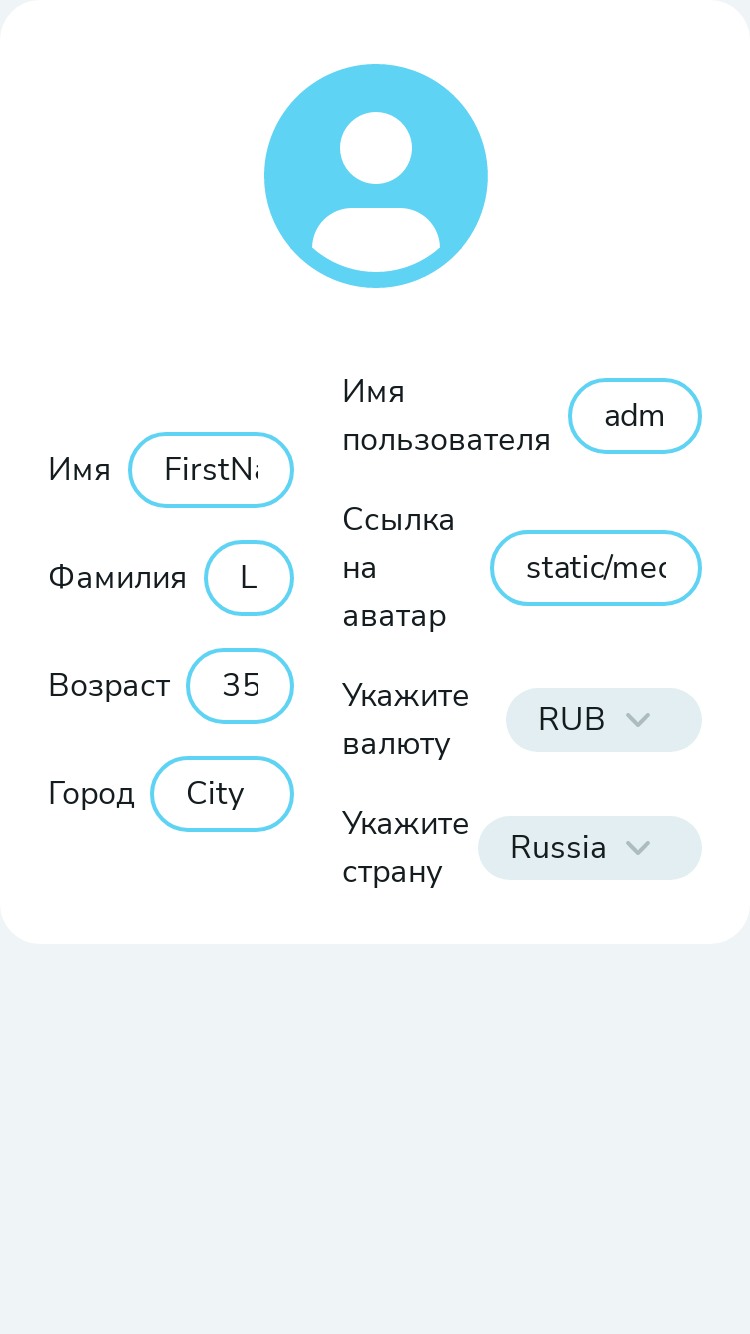 Имя FirstNa
Фамилия L
Возраст 35
Город City
Имя
пользователя adm
Ссылка
на
аватар static/med
Укажите
валюту RUB
Укажите
страну Russia